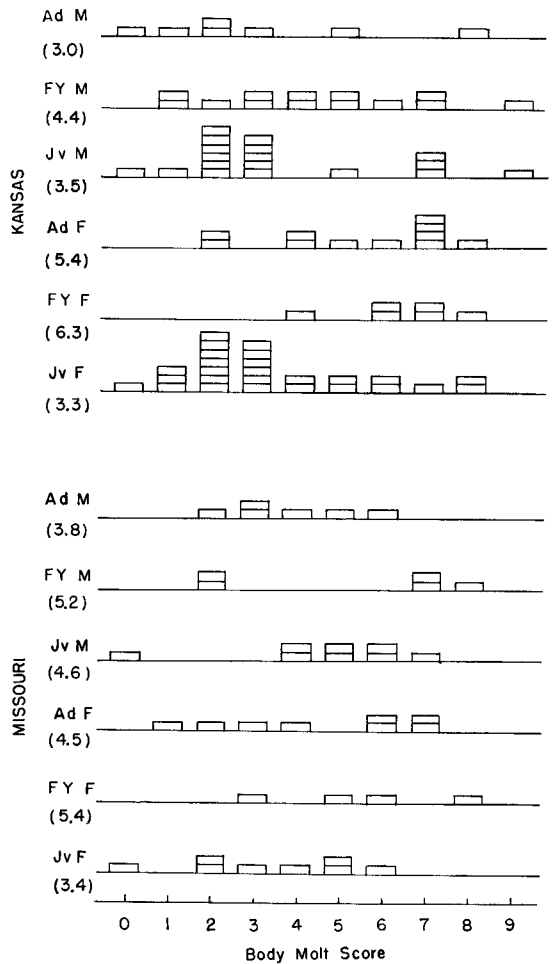 KANSAS
Ad M
(3.0)
FY M
(4.4)
Jv M
(3.5)
Ad F
(5.4)
FY F
(6.3)
Jv F
(3.3)
MISSOURI
Ad M
(3.8)
FY M
(5.2)
Jv M
(4.6)
Ad F
(4.5)
FY F
(5.4)
Jv F
(3.4)
0 1 2 3 4 5 6 7 8 9
Body Molt Score